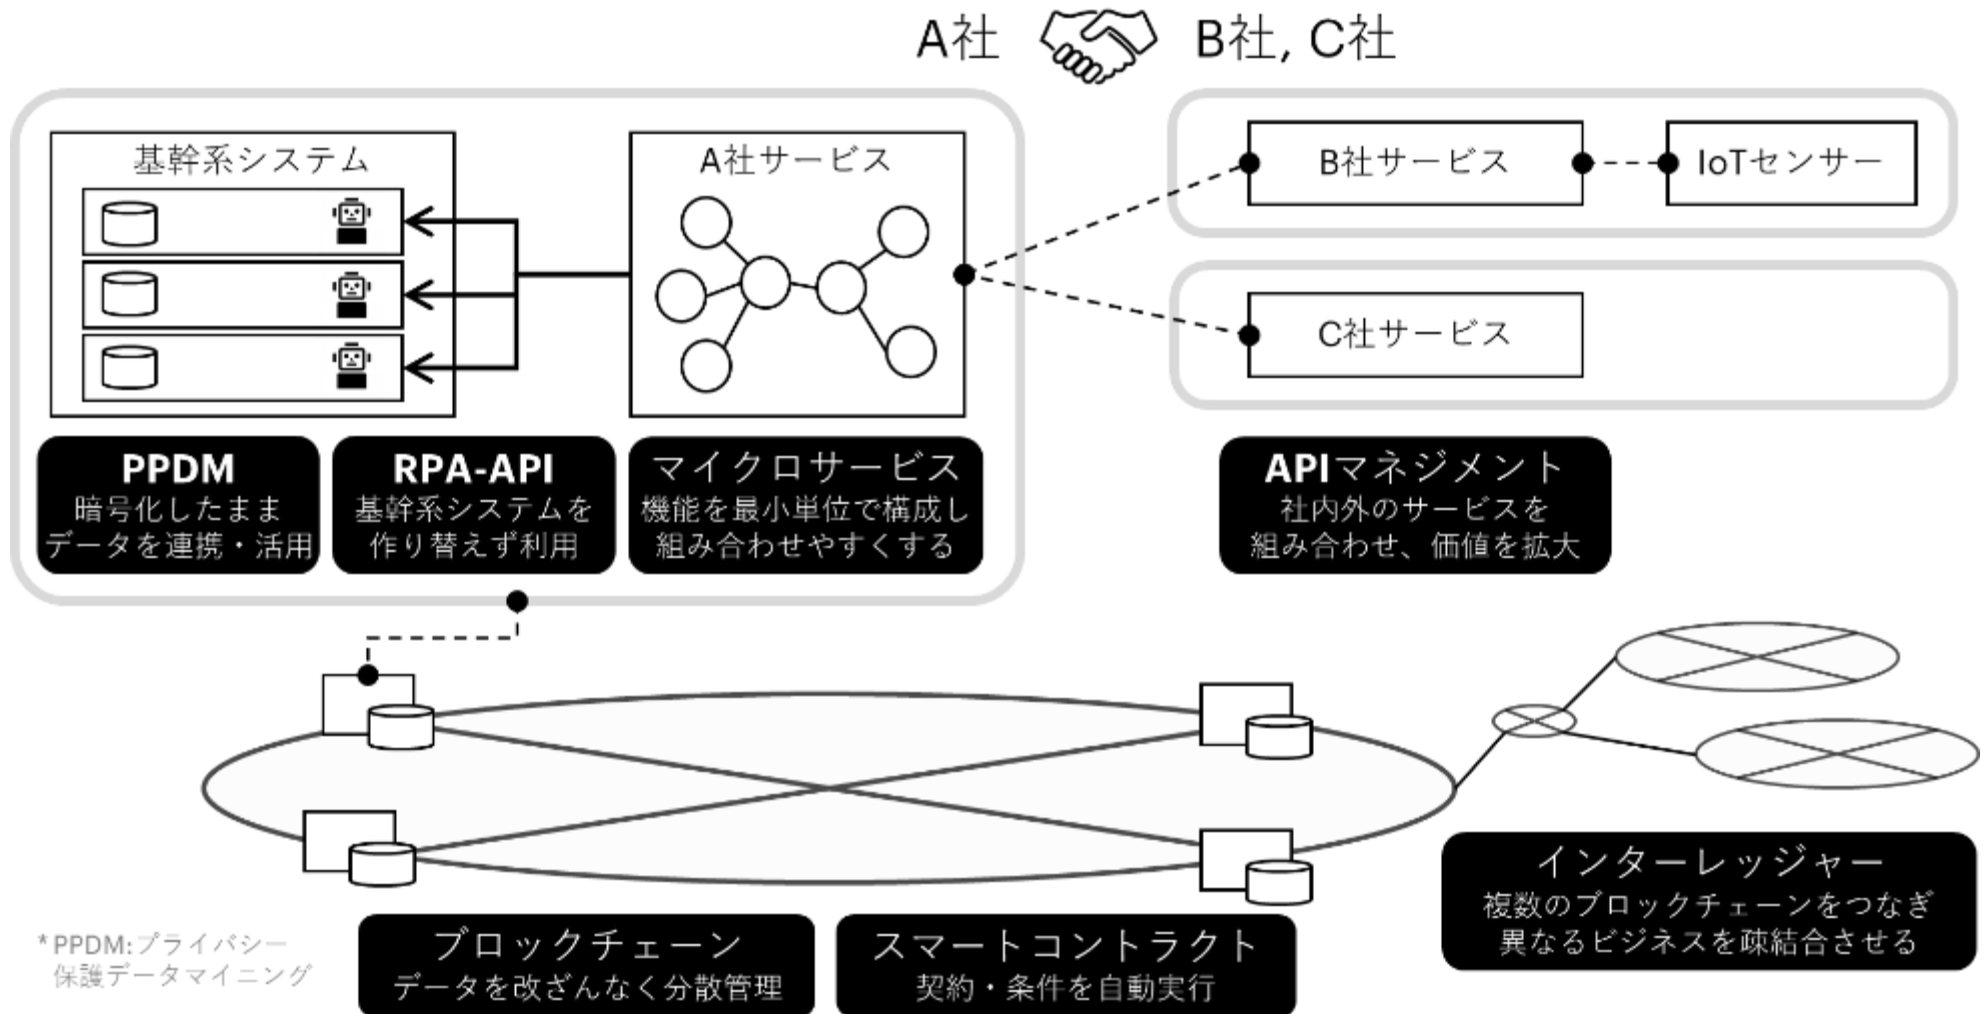 A社 B社, C社
基幹系システム
A社サービス
B社サービス
IoTセンサー
C社サービス
PPDM
暗号化したまま
データを連携・活用
RPA-API
基幹系システムを
作り替えず利用
マイクロサービス
機能を最小単位で構成し
組み合わせやすくする
APIマネジメント
社内外のサービスを
組み合わせ、価値を拡大
インターレッジャー
複数のブロックチェーンをつなぎ
異なるビジネスを疎結合させる
ブロックチェーン
データを改ざんなく分散管理
スマートコントラクト
契約・条件を自動実行
*PPDM:プライバシー
保護データマイニング